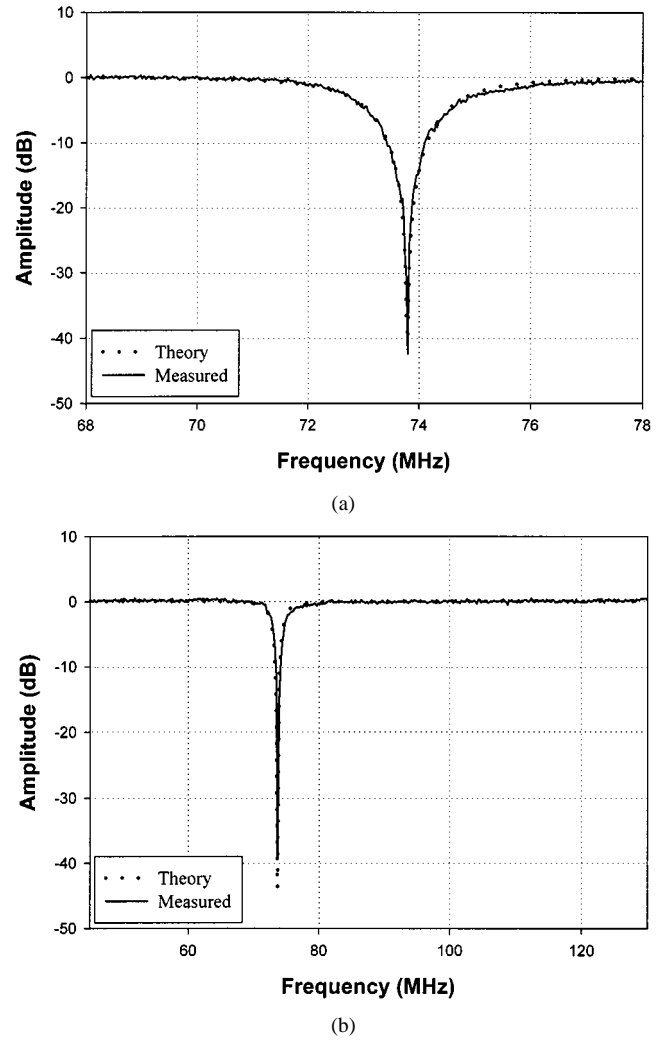 10
0
-10
-20
-30
-40
-50
Amplitude (dB)
Theory
Measured
68 70 72 74 76 78
Frequency (MHz)
(a)
10
0
-10
-20
-30
-40
-50
Amplitude (dB)
Theory
Measured
60 80 100 120
Frequency (MHz)
(b)